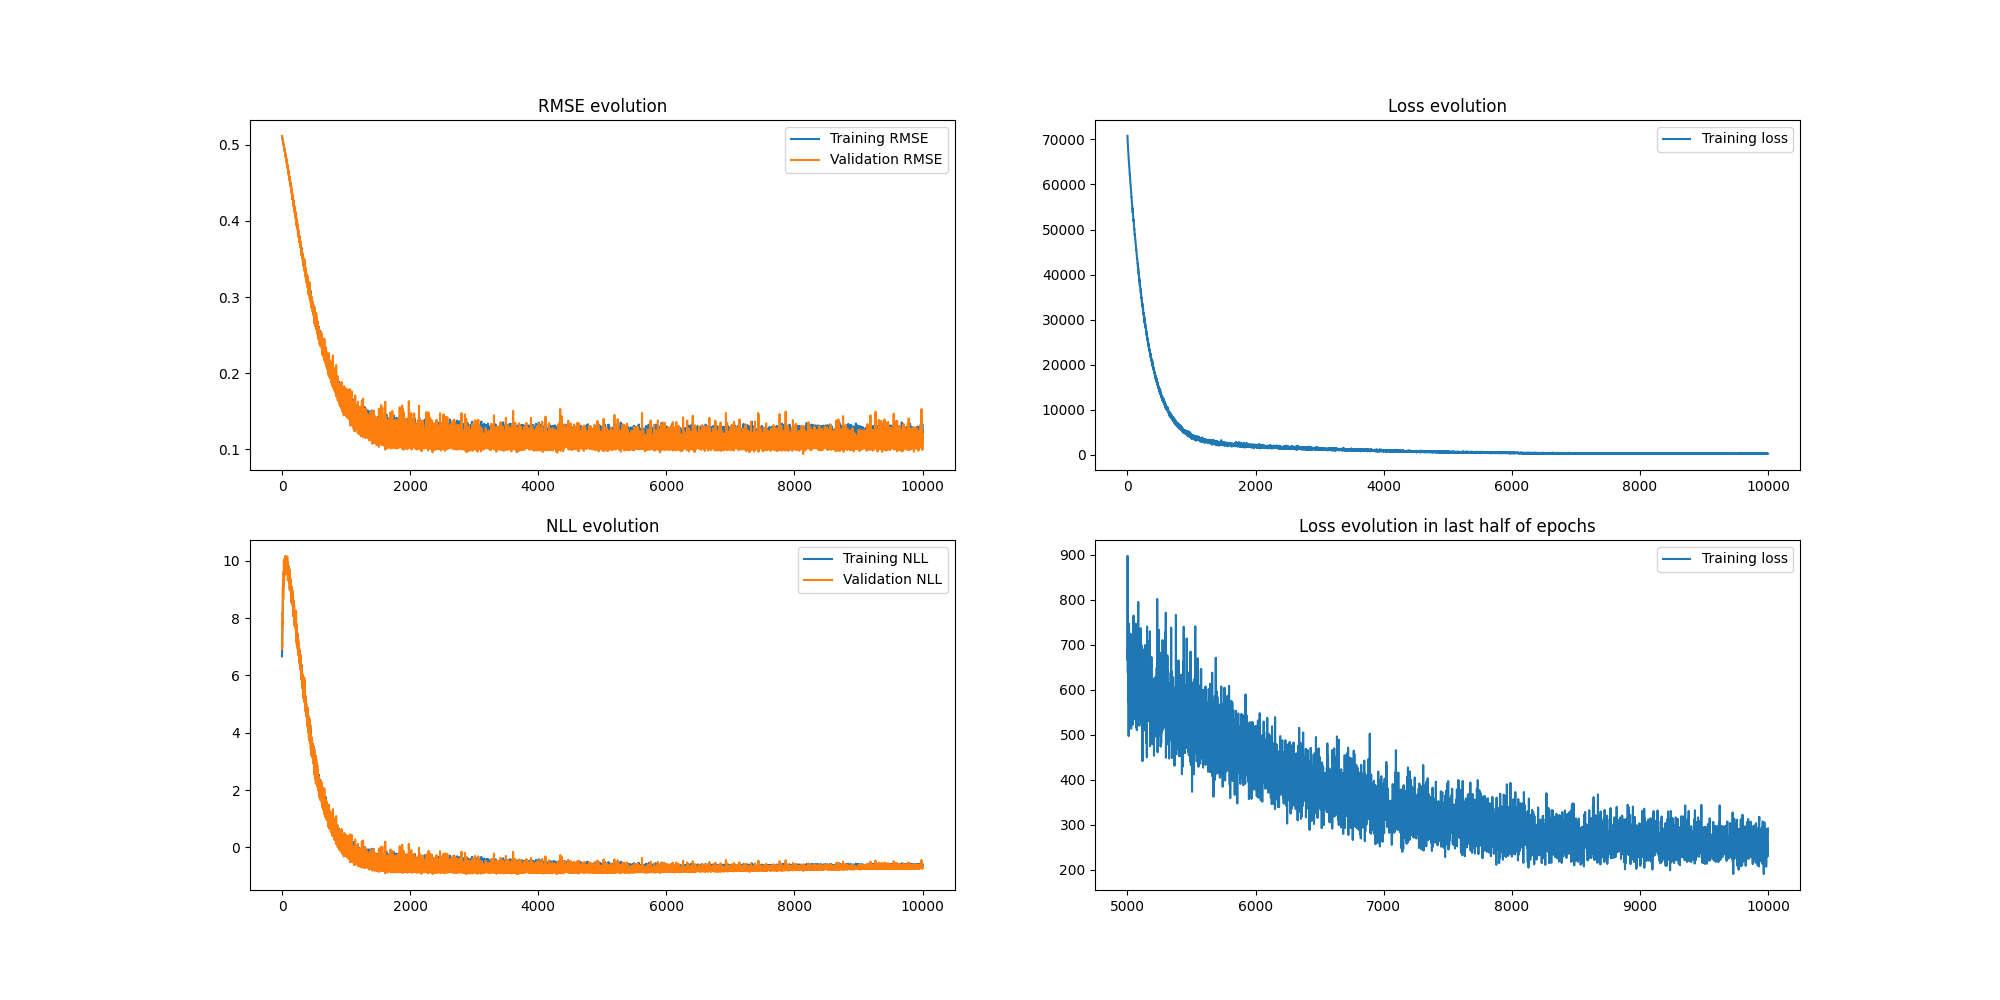 RMSE evolution
0.5
0.4
0.3
0.2
0.1
0 2000 4000 6000 8000 10000
Training RMSE
Validation RMSE
Loss evolution
70000
60000
50000
40000
30000
20000
10000
0
0 2000 4000 6000 8000 10000
Training loss
NLL evolution
10
8
6
4
2
0
0 2000 4000 6000 8000 10000
Training NLL
Validation NLL
Loss evolution in last half of epochs
900
800
700
600
500
400
300
200
5000 6000 7000 8000 9000 10000
Training loss